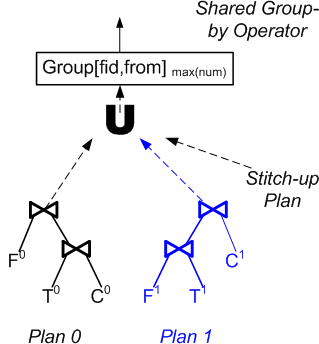 Shared Group-
by Operator
Group[fid,from] max(num)
U
Stitch-up
Plan
F0
T0 C0
F1 T1
C1
Plan 0
Plan 1